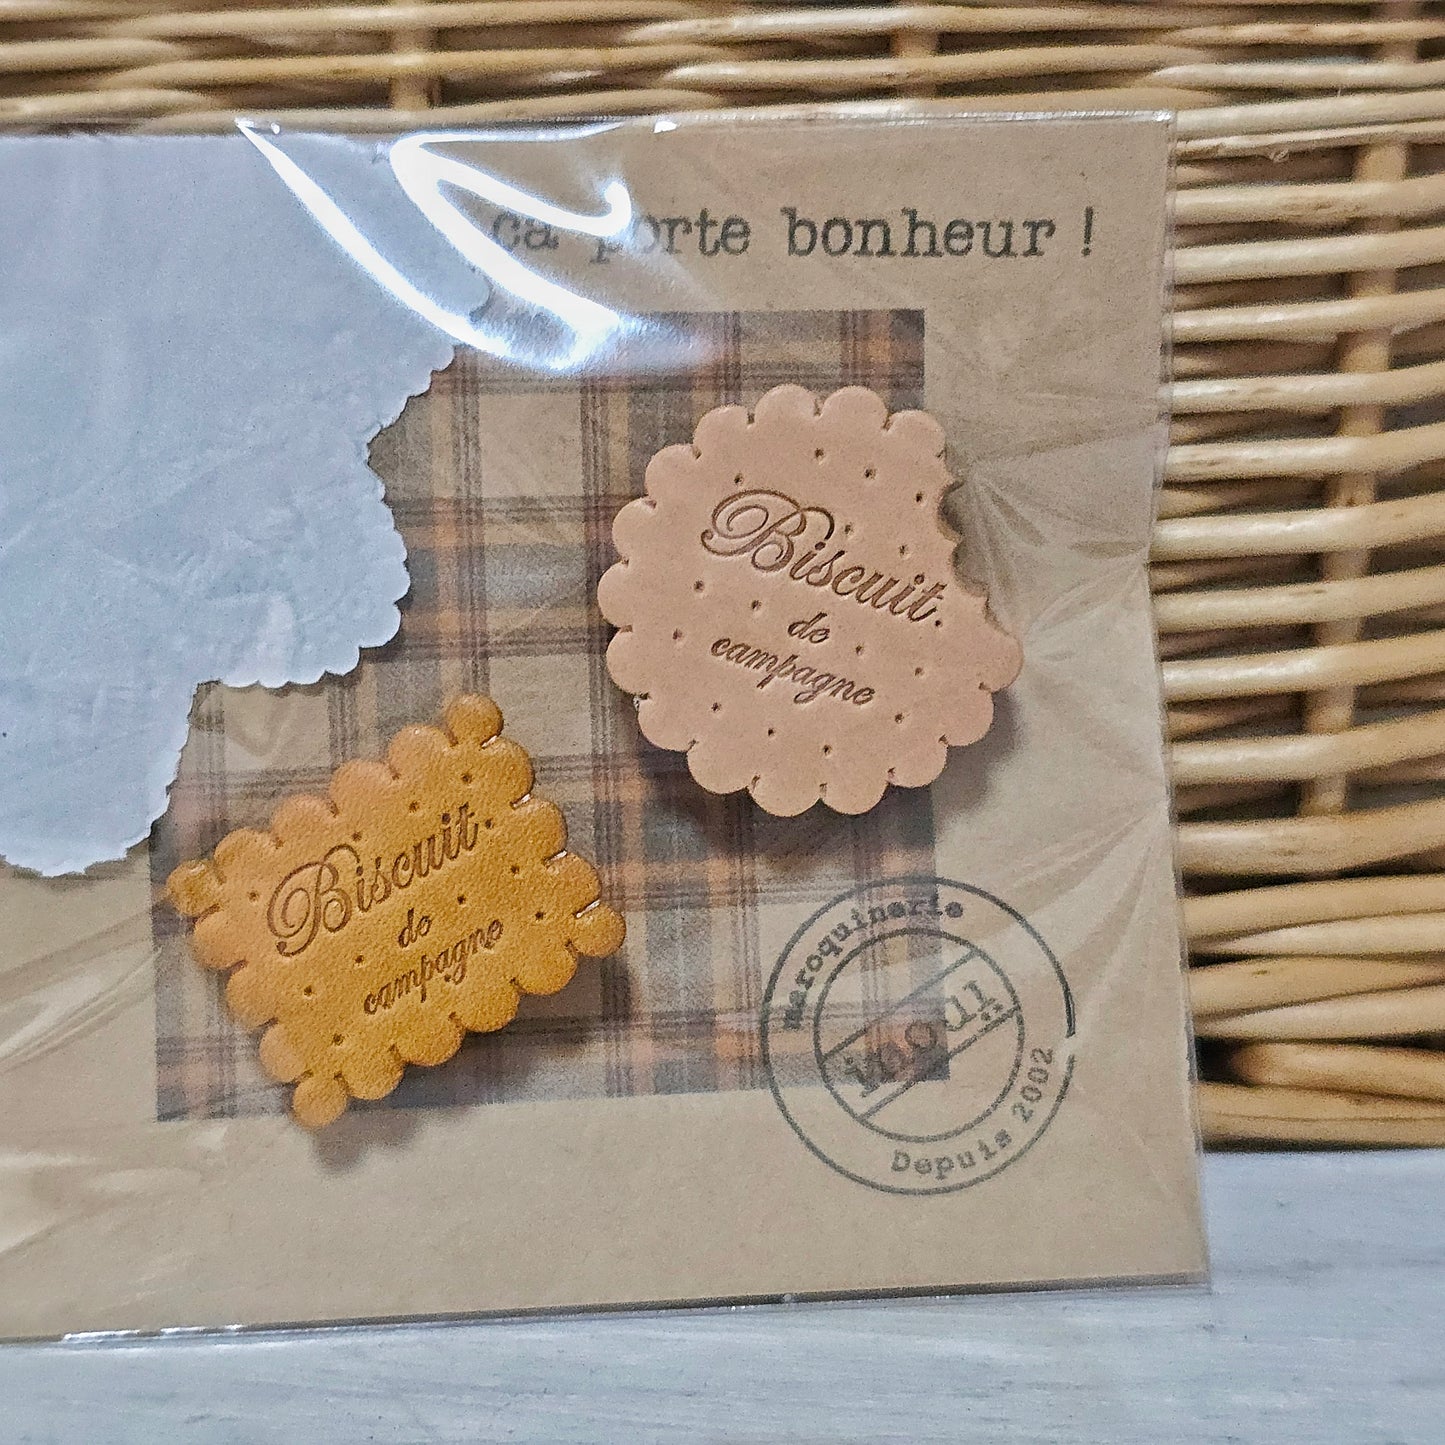 ça porte bonheur !
Biscuit.
de
campagne
Biscuit.
de
campagne
maroquinerie
Depuis 2002